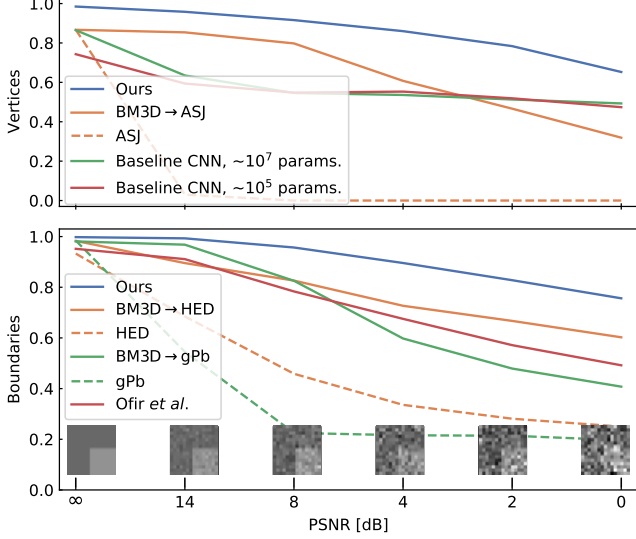 1.0
0.8
0.6
0.4
0.2
0.0
Vertices
Ours
BM3D→ASJ
ASJ
Baseline CNN, ~10⁷ params.
Baseline CNN, ~10⁵ params.
1.0
0.8
0.6
0.4
0.2
0.0
Boundaries
Ours
BM3D→HED
HED
BM3D→gPb
gPb
Ofir et al.
∞ 14 8 4 2 0
PSNR [dB]